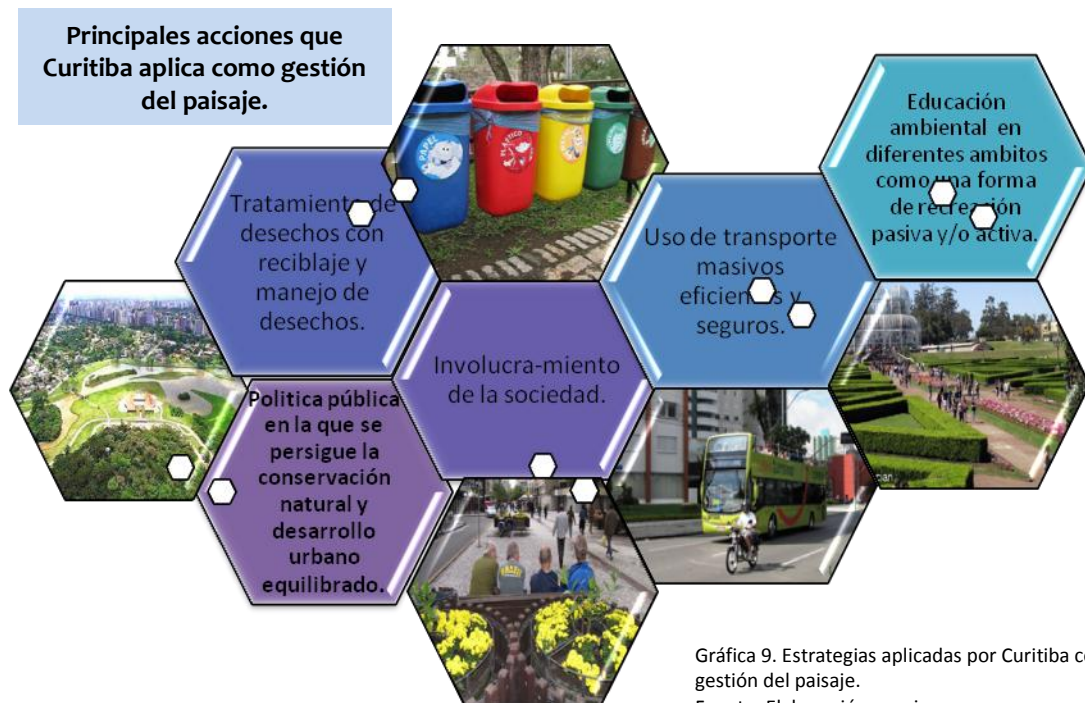 Principales acciones que
Curitiba aplica como gestión
del paisaje.
Tratamiento de
desechos con
reciblaje y
manejo de
desechos.
PAPEL
PLÁSTICO
Politica pública
en la que se
persigue la
conservación
natural y
desarrollo
urbano
equilibrado.
Involucra-miento
de la sociedad.
Uso de transporte
masivos
eficientes y
seguros.
Educación
ambiental en
diferentes ambitos
como una forma
de recreación
pasiva y/o activa.
Gráfica 9. Estrategias aplicadas por Curitiba co
gestión del paisaje.